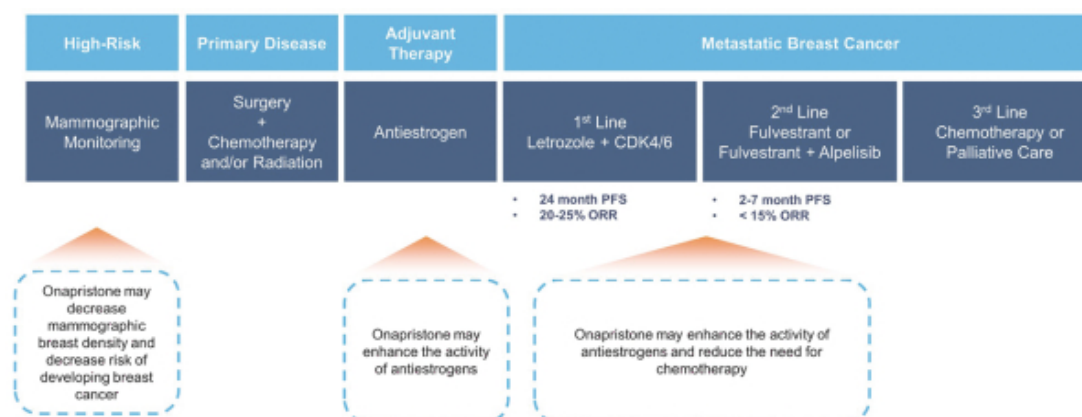 High-Risk
Primary Disease
Adjuvant
Therapy
Metastatic Breast Cancer
Mammographic
Monitoring
Surgery
+
Chemotherapy
and/or Radiation
Antiestrogen
1st Line
Letrozole + CDK4/6
2nd Line
Fulvestrant or
Fulvestrant + Alpelisib
3rd Line
Chemotherapy or
Palliative Care
• 24 month PFS
• 20-25% ORR
• 2-7 month PFS
• < 15% ORR
Onapristone may
decrease
mammographic
breast density and
decrease risk of
developing breast
cancer
Onapristone may
enhance the activity
of antiestrogens
Onapristone may enhance the activity of
antiestrogens and reduce the need for
chemotherapy